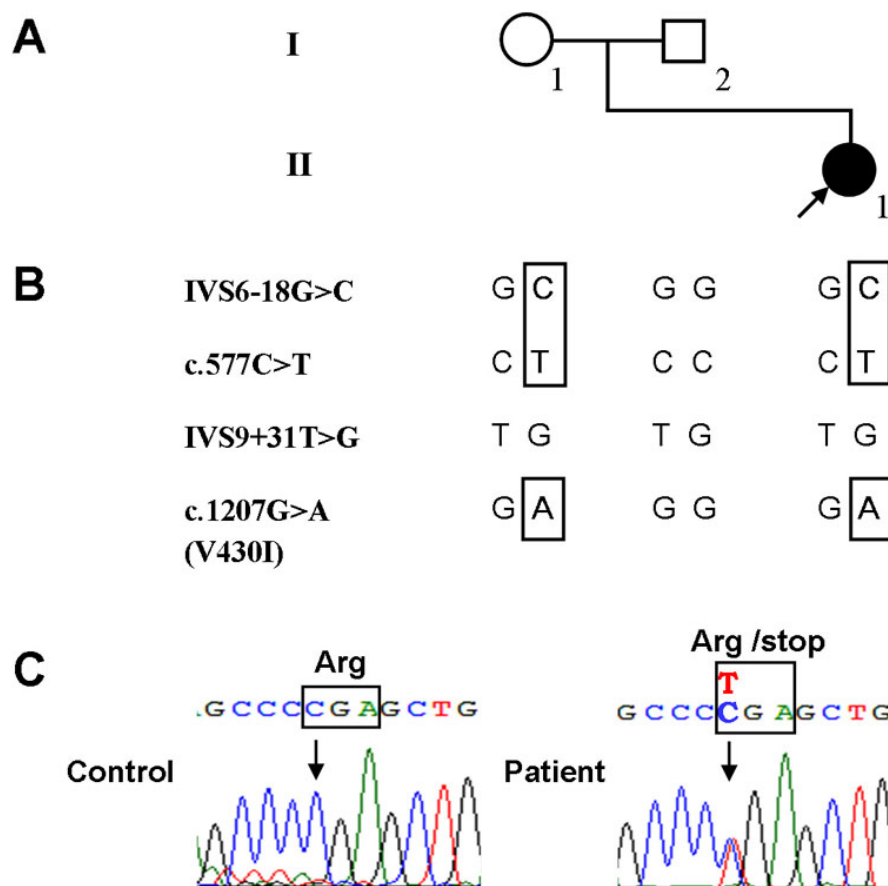 A
I
1
2
II
1
B
IVS6-18G>C G C G G G C
c.577C>T C T C C C T
IVS9+31T>G T G T G T G
c.1207G>A G A G G G A
(V430I)
C
Arg
Arg /stop
T
GCCCCGAGCTG
GCCCCGAGCTG
Control
Patient